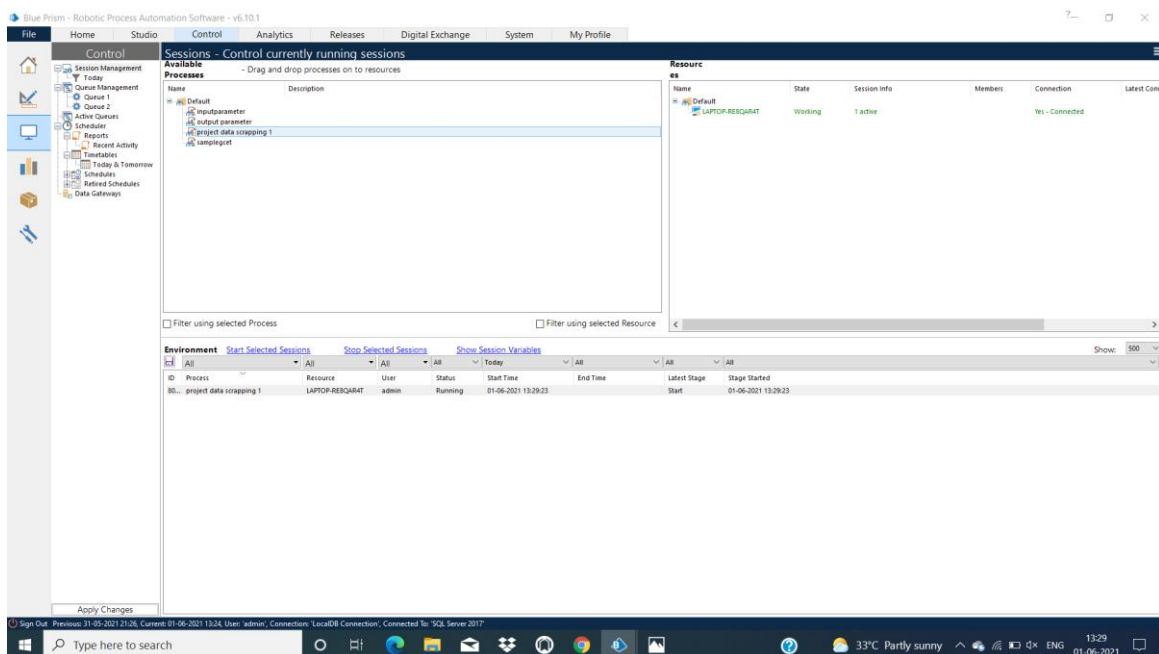 Blue Prism - Robotic Process Automation Software - v6.10.1
File Home Studio Control Analytics Releases Digital Exchange System My Profile
Control
Session Management
Today
Queue Management
Queue 1
Queue 2
Active Queues
Scheduler
Reports
Recent Activity
Timetables
Today & Tomorrow
Schedules
Retired Schedules
Data Gateways
Apply Changes
Sessions - Control currently running sessions
Available Processes - Drag and drop processes on to resources
Name Description
Default
inputparameter
output parameter
project data scrapping 1
samplegcet
Filter using selected Process Filter using selected Resource
Resourc
es
Name State Session Info Members Connection Latest Con
Default
LAPTOP-RE8QAR4T Working 1 active Yes - Connected
Environment Start Selected Sessions Stop Selected Sessions Show Session Variables Show: 500
All All All All Today All All All
ID Process Resource User Status Start Time End Time Latest Stage Stage Started
80... project data scrapping 1 LAPTOP-RE8QAR4T admin Running 01-06-2021 13:29:23 Start 01-06-2021 13:29:23
Sign Out Previous: 31-05-2021 21:26, Current: 01-06-2021 13:24, User: 'admin', Connection: 'LocalDB Connection', Connected To: 'SQL Server 2017'
Type here to search 33°C Partly sunny ENG 13:29
01-06-2021